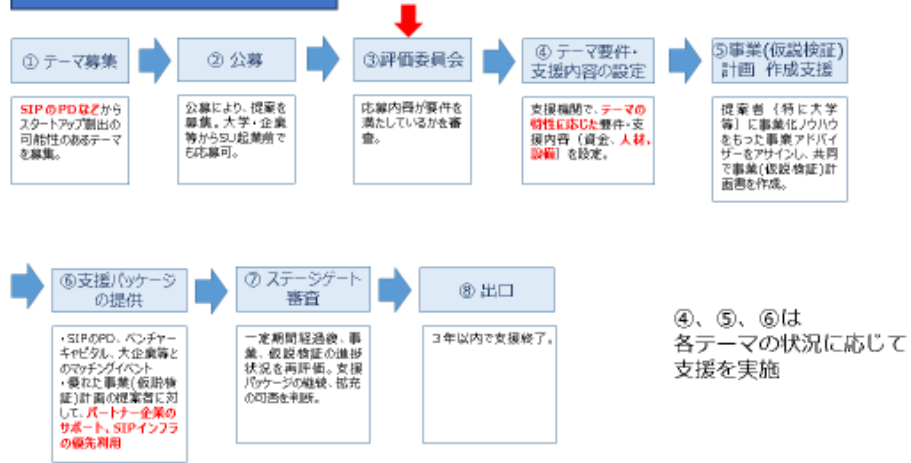 ① テーマ募集
SIPのPDなどから
スタートアップ創出の
可能性のあるテーマ
を募集。
② 公募
公募により、提案を
募集。大学・企業
等からSU起業前で
も応募可。
③評価委員会
応募内容が要件を
満たしているかを審
査。
④ テーマ要件・
支援内容の設定
支援機関で、テーマの
特性に応じた要件・支
援内容（資金、人材、
設備）を設定。
⑤事業(仮説検証)
計画 作成支援
提案者（特に大学
等）に事業化ノウハウ
をもった事業アドバイ
ザーをアサインし、共同
で事業(仮説検証)計
画書を作成。
⑥支援パッケージ
の提供
・SIPのPD、ベンチャー
キャピタル、大企業等と
のマッチングイベント
・優れた事業(仮説検
証)計画の提案者に対
して、パートナー企業の
サポート、SIPインフラ
の優先利用
⑦ ステージゲート
審査
一定期間経過後、事
業、仮説検証の進捗
状況を再評価。支援
パッケージの継続、拡充
の可否を判断。
⑧ 出口
３年以内で支援終了。
④、⑤、⑥は
各テーマの状況に応じて
支援を実施